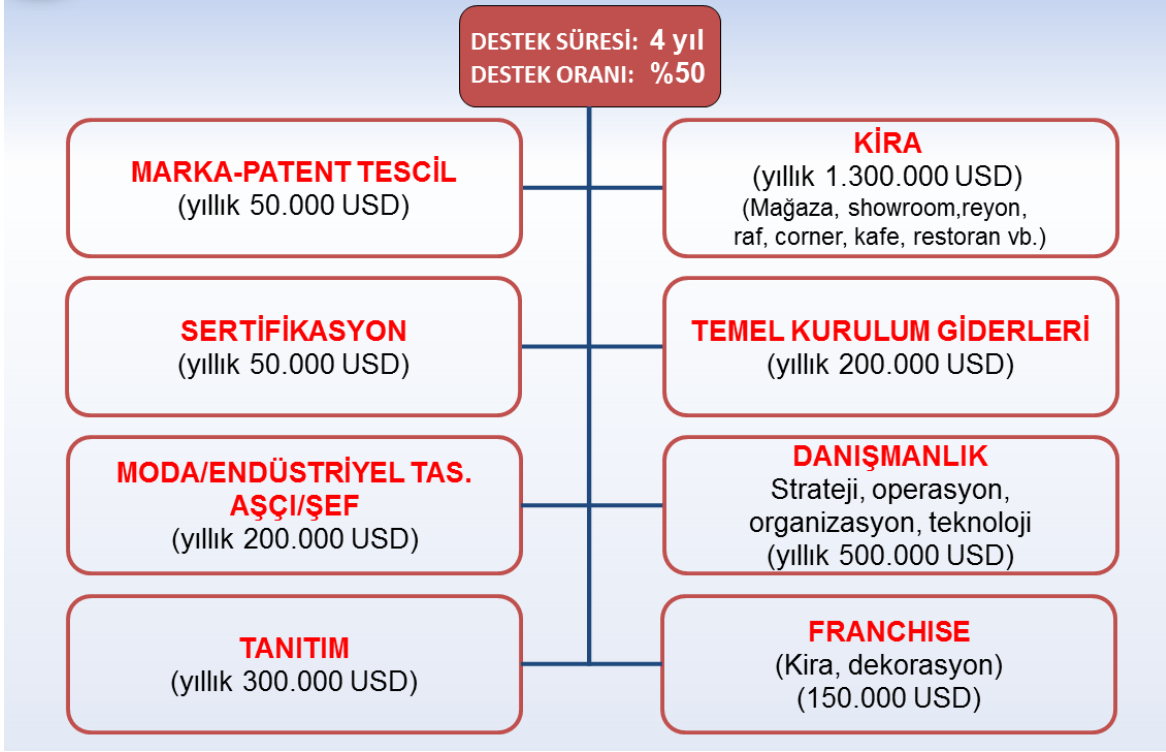 DESTEK SÜRESİ: 4 yıl
DESTEK ORANI: %50
MARKA-PATENT TESCİL
(yıllık 50.000 USD)
KİRA
(yıllık 1.300.000 USD)
(Mağaza, showroom,reyon,
raf, corner, kafe, restoran vb.)
SERTİFİKASYON
(yıllık 50.000 USD)
TEMEL KURULUM GİDERLERİ
(yıllık 200.000 USD)
MODA/ENDÜSTRİYEL TAS.
AŞÇI/ŞEF
(yıllık 200.000 USD)
DANIŞMANLIK
Strateji, operasyon,
organizasyon, teknoloji
(yıllık 500.000 USD)
TANITIM
(yıllık 300.000 USD)
FRANCHISE
(Kira, dekorasyon)
(150.000 USD)